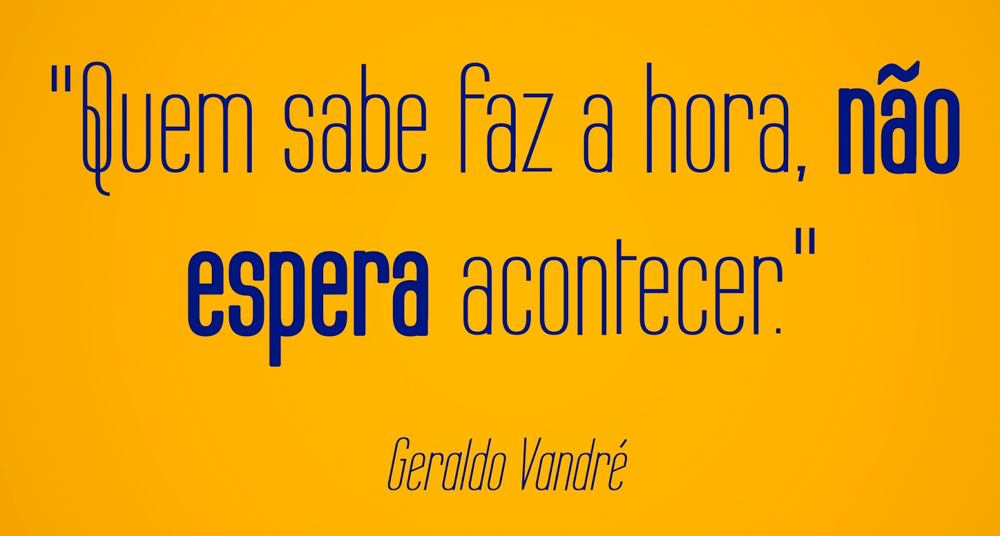 "Quem sabe faz a hora, não
espera acontecer."
Geraldo Vandré